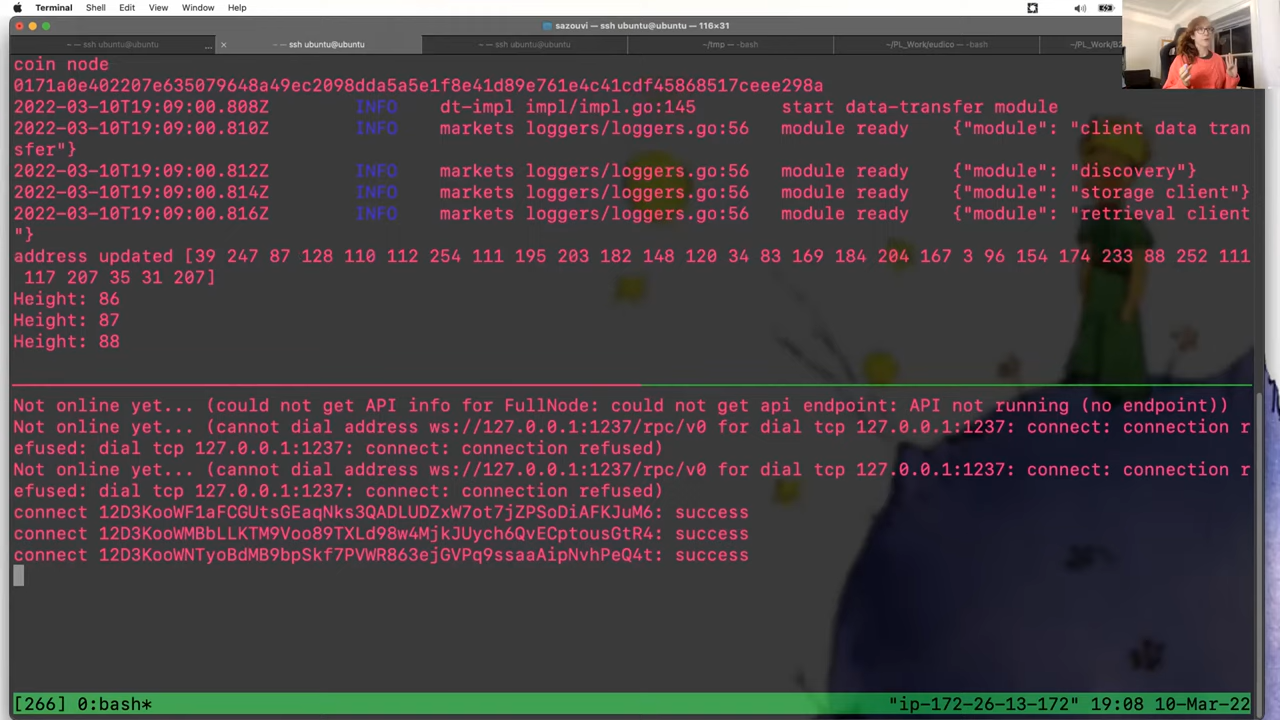 Terminal Shell Edit View Window Help
sazouvi — ssh ubuntu@ubuntu — 116×31
~ — ssh ubuntu@ubuntu ... × ~ — ssh ubuntu@ubuntu ~ — ssh ubuntu@ubuntu ~/tmp — -bash ~/PL_Work/eudico — -bash
coin node
0171a0e402207e635079648a49ec2098dda5a5e1f8e41d89e761e4c41cdf45868517ceee298a
2022-03-10T19:09:00.808Z INFO dt-impl impl/impl.go:145 start data-transfer module
2022-03-10T19:09:00.810Z INFO markets loggers/loggers.go:56 module ready {"module": "client data tran
sfer"}
2022-03-10T19:09:00.812Z INFO markets loggers/loggers.go:56 module ready {"module": "discovery"}
2022-03-10T19:09:00.814Z INFO markets loggers/loggers.go:56 module ready {"module": "storage client"}
2022-03-10T19:09:00.816Z INFO markets loggers/loggers.go:56 module ready {"module": "retrieval client
"}
address updated [39 247 87 128 110 112 254 111 195 203 182 148 120 34 83 169 184 204 167 3 96 154 174 233 88 252 111
117 207 35 31 207]
Height: 86
Height: 87
Height: 88
Not online yet... (could not get API info for FullNode: could not get api endpoint: API not running (no endpoint))
Not online yet... (cannot dial address ws://127.0.0.1:1237/rpc/v0 for dial tcp 127.0.0.1:1237: connect: connection r
efused: dial tcp 127.0.0.1:1237: connect: connection refused)
Not online yet... (cannot dial address ws://127.0.0.1:1237/rpc/v0 for dial tcp 127.0.0.1:1237: connect: connection r
efused: dial tcp 127.0.0.1:1237: connect: connection refused)
connect 12D3KooWF1aFCGUtsGEaqNks3QADLUDZxW7ot7jZPSoDiAFKJuM6: success
connect 12D3KooWMBbLLKTM9Voo89TXLd98w4MjkJUych6QvECptousGtR4: success
connect 12D3KooWNTyoBdMB9bpSkf7PVWR863ejGVPq9ssaaAipNvhPeQ4t: success
[266] 0:bash* "ip-172-26-13-172" 19:08 10-Mar-22